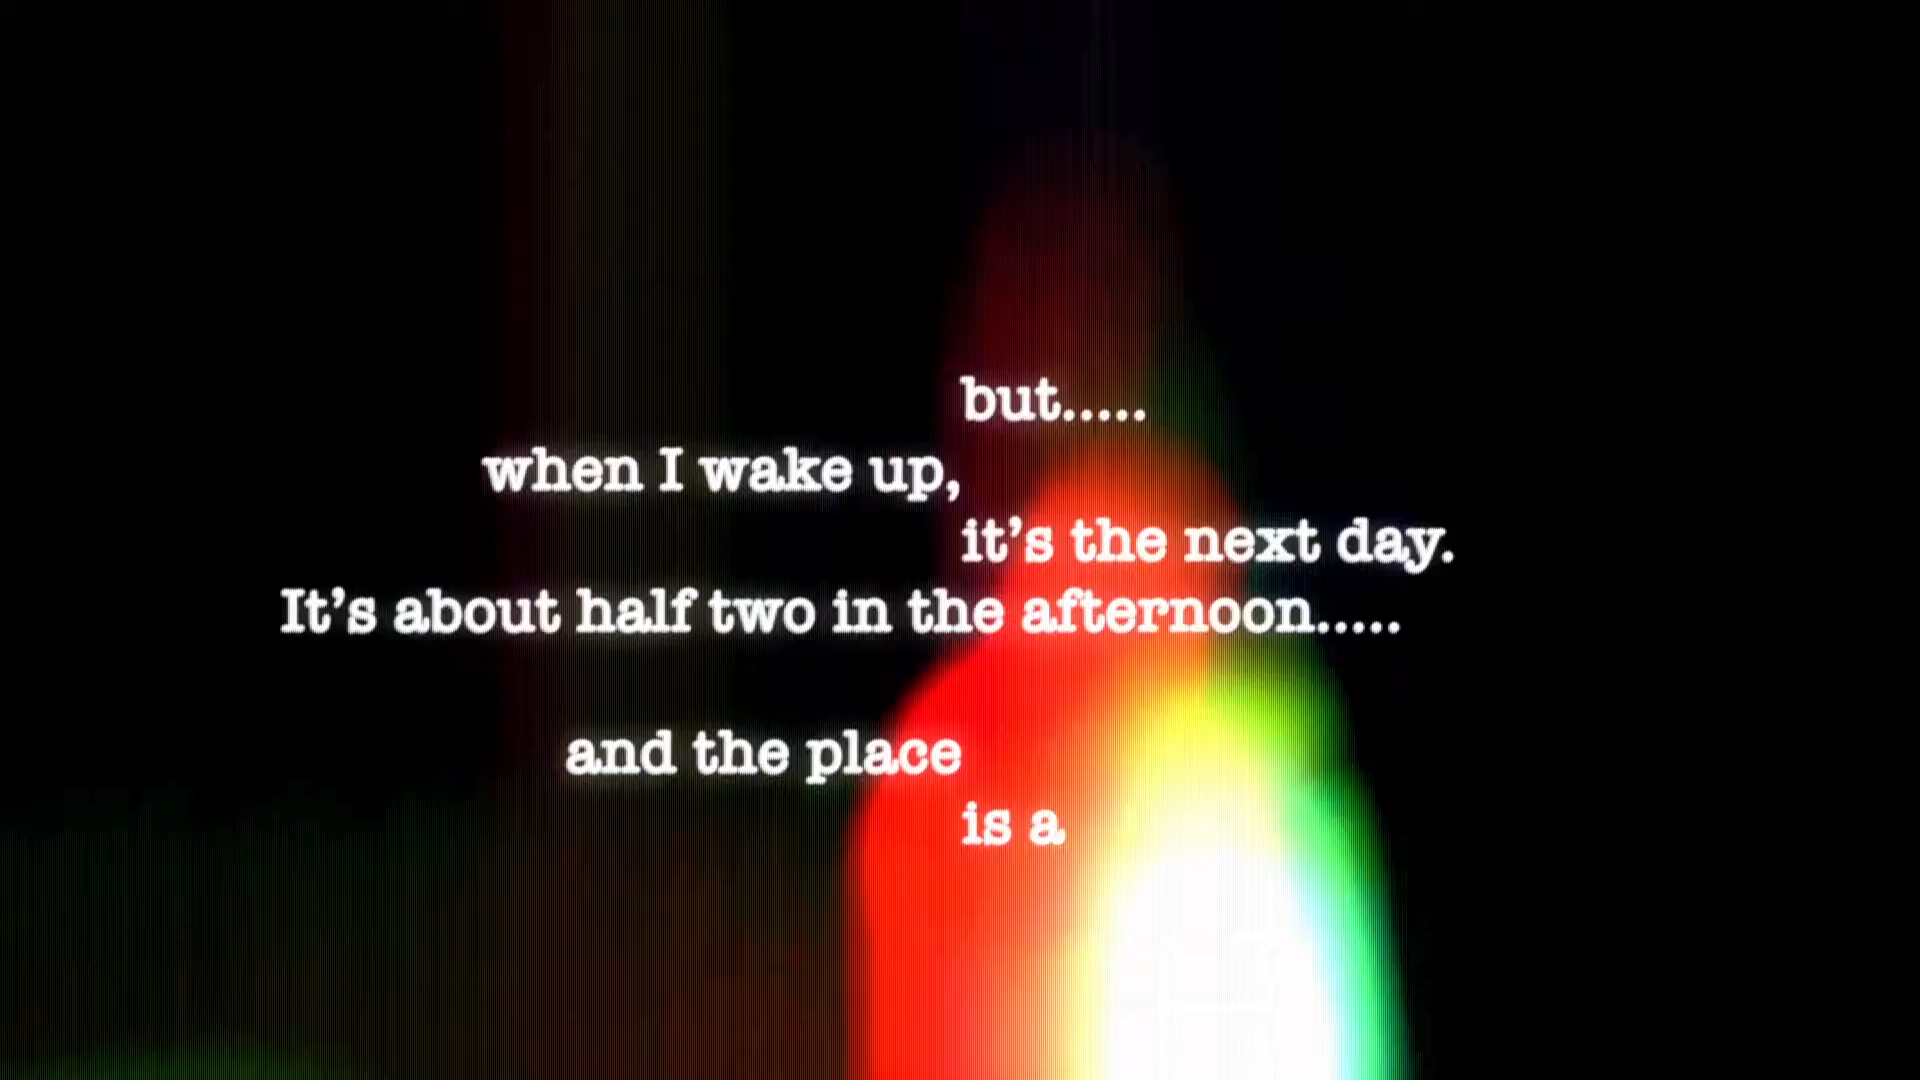 but.....
when I wake up,
it's the next day.
It's about half two in the afternoon.....
and the place
is a